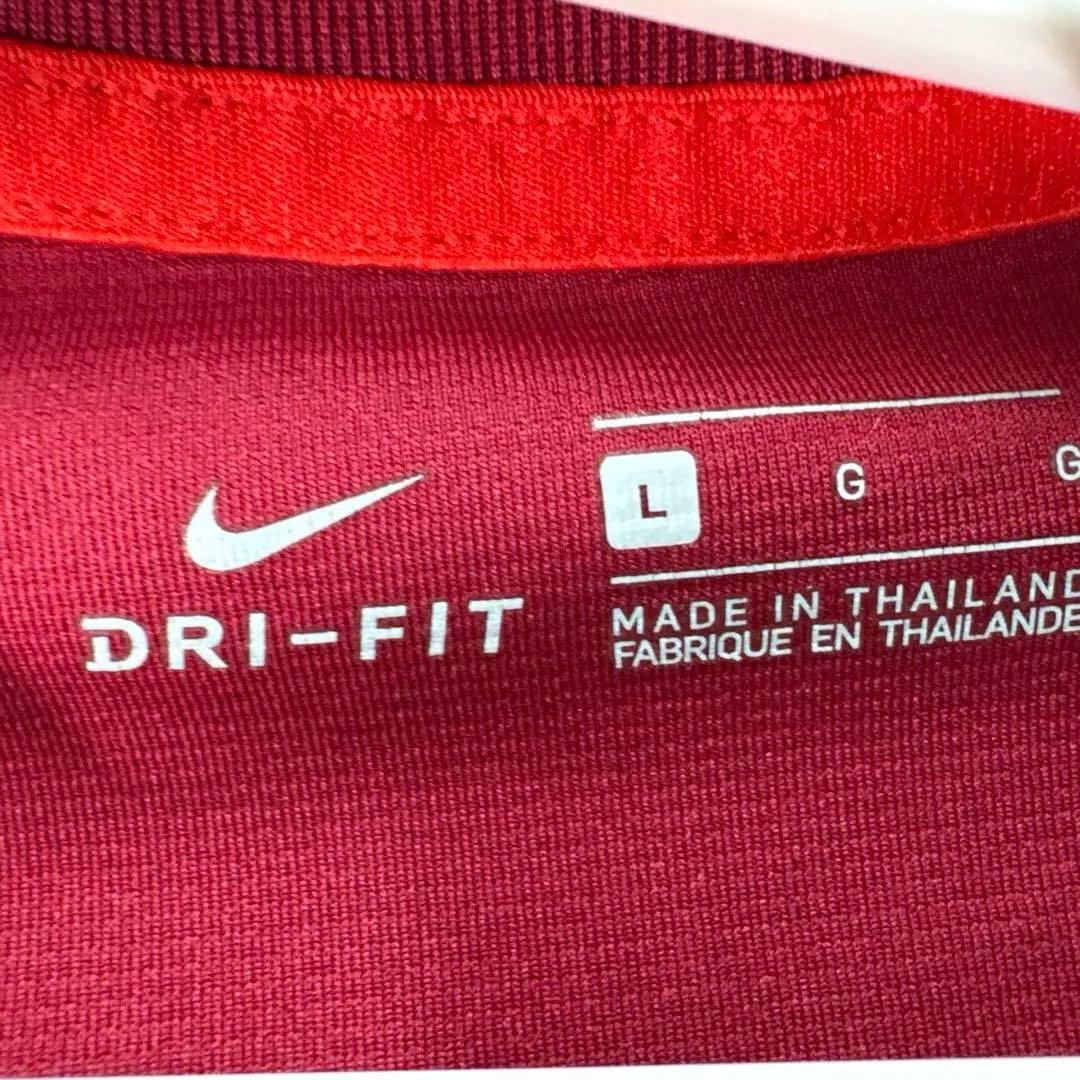 DRI-FIT
L G G
MADE IN THAILAND
FABRIQUE EN THAILANDE